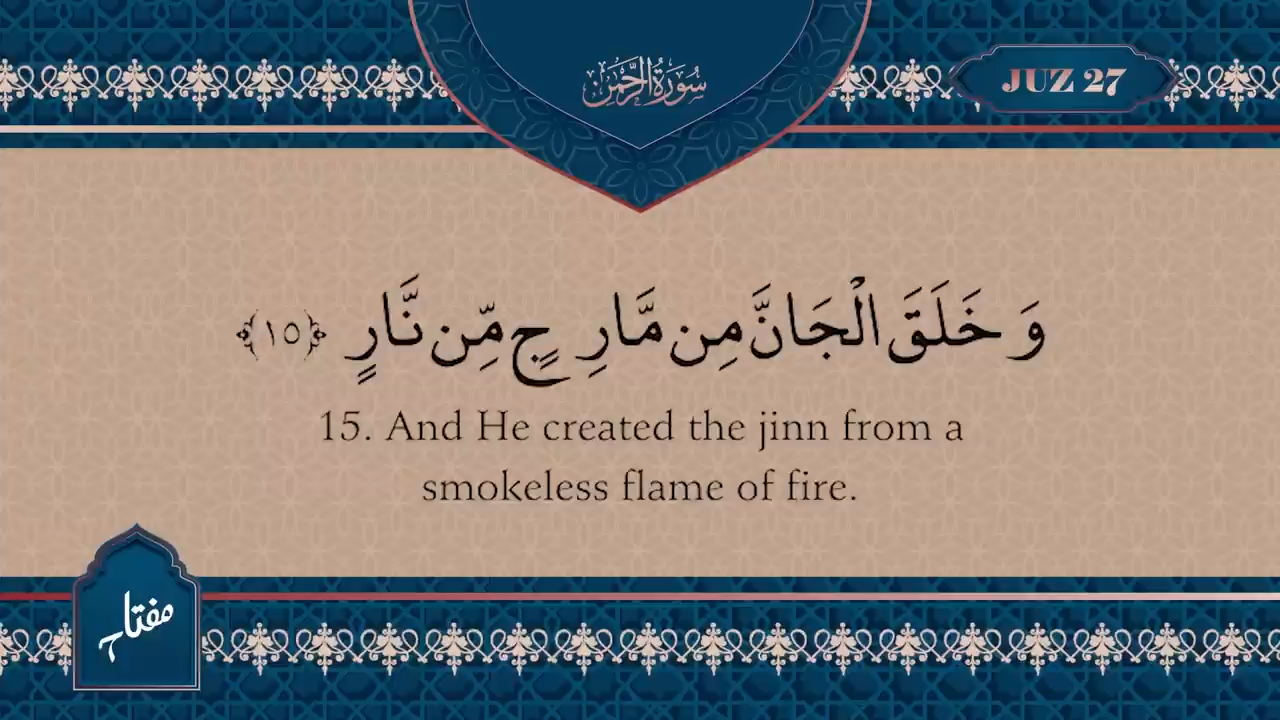 سُورَةُ الرَّحْمٰن
JUZ 27
وَ خَلَقَ الْجَانَّ مِن مَّارِ جٍ مِّن نَّارٍ ﴿١٥﴾
15. And He created the jinn from a
smokeless flame of fire.
مفتاح